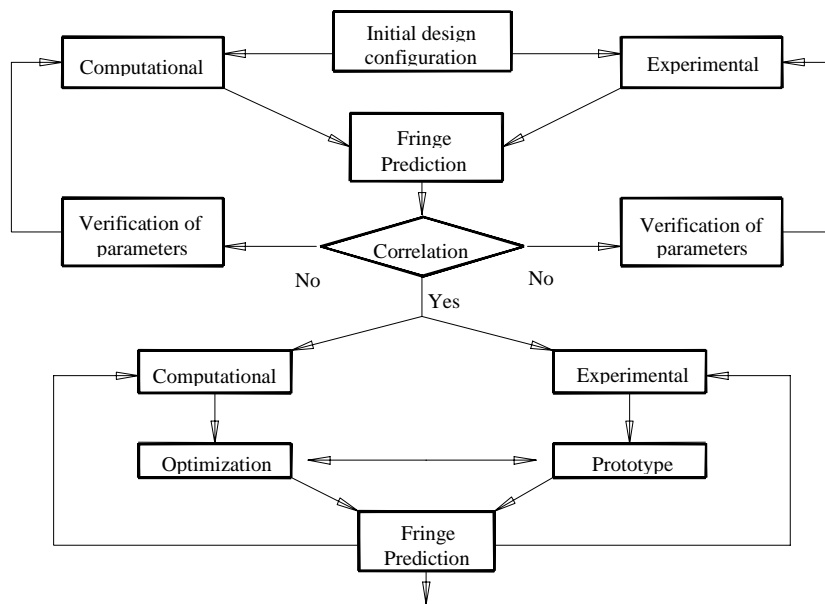 Initial design
configuration
Computational
Experimental
Fringe
Prediction
Verification of
parameters
Correlation
Verification of
parameters
No
No
Yes
Computational
Experimental
Optimization
Prototype
Fringe
Prediction